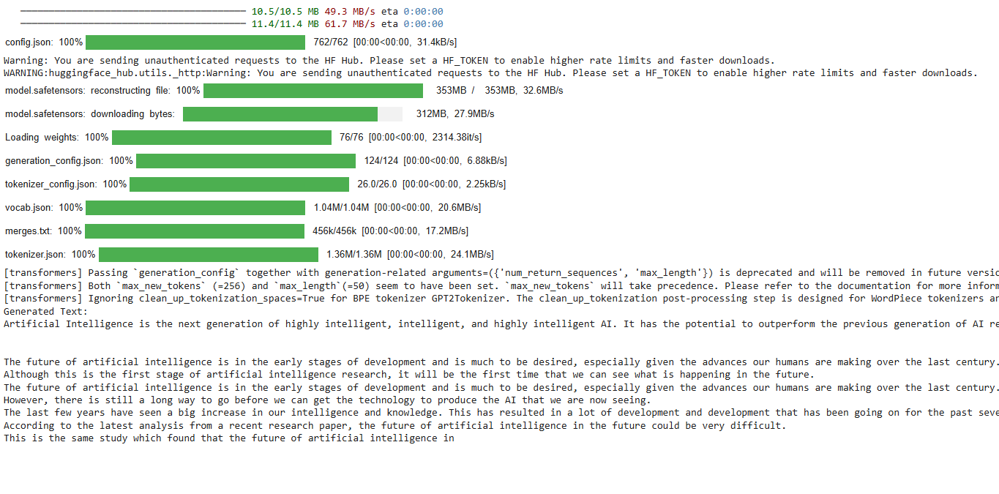 10.5/10.5 MB 49.3 MB/s eta 0:00:00
11.4/11.4 MB 61.7 MB/s eta 0:00:00
config.json: 100% 762/762 [00:00<00:00, 31.4kB/s]
Warning: You are sending unauthenticated requests to the HF Hub. Please set a HF_TOKEN to enable higher rate limits and faster downloads.
WARNING:huggingface_hub.utils._http:Warning: You are sending unauthenticated requests to the HF Hub. Please set a HF_TOKEN to enable higher rate limits and faster downloads.
model.safetensors: reconstructing file: 100% 353MB / 353MB, 32.6MB/s
model.safetensors: downloading bytes: 312MB, 27.9MB/s
Loading weights: 100% 76/76 [00:00<00:00, 2314.38it/s]
generation_config.json: 100% 124/124 [00:00<00:00, 6.88kB/s]
tokenizer_config.json: 100% 26.0/26.0 [00:00<00:00, 2.25kB/s]
vocab.json: 100% 1.04M/1.04M [00:00<00:00, 20.6MB/s]
merges.txt: 100% 456k/456k [00:00<00:00, 17.2MB/s]
tokenizer.json: 100% 1.36M/1.36M [00:00<00:00, 24.1MB/s]
[transformers] Passing `generation_config` together with generation-related arguments=({'num_return_sequences', 'max_length'}) is deprecated and will be removed in future versio
[transformers] Both `max_new_tokens` (=256) and `max_length`(=50) seem to have been set. `max_new_tokens` will take precedence. Please refer to the documentation for more inform
[transformers] Ignoring clean_up_tokenization_spaces=True for BPE tokenizer GPT2Tokenizer. The clean_up_tokenization post-processing step is designed for WordPiece tokenizers an
Generated Text:
Artificial Intelligence is the next generation of highly intelligent, intelligent, and highly intelligent AI. It has the potential to outperform the previous generation of AI re
The future of artificial intelligence is in the early stages of development and is much to be desired, especially given the advances our humans are making over the last century.
Although this is the first stage of artificial intelligence research, it will be the first time that we can see what is happening in the future.
The future of artificial intelligence is in the early stages of development and is much to be desired, especially given the advances our humans are making over the last century.
However, there is still a long way to go before we can get the technology to produce the AI that we are now seeing.
The last few years have seen a big increase in our intelligence and knowledge. This has resulted in a lot of development and development that has been going on for the past seve
According to the latest analysis from a recent research paper, the future of artificial intelligence in the future could be very difficult.
This is the same study which found that the future of artificial intelligence in